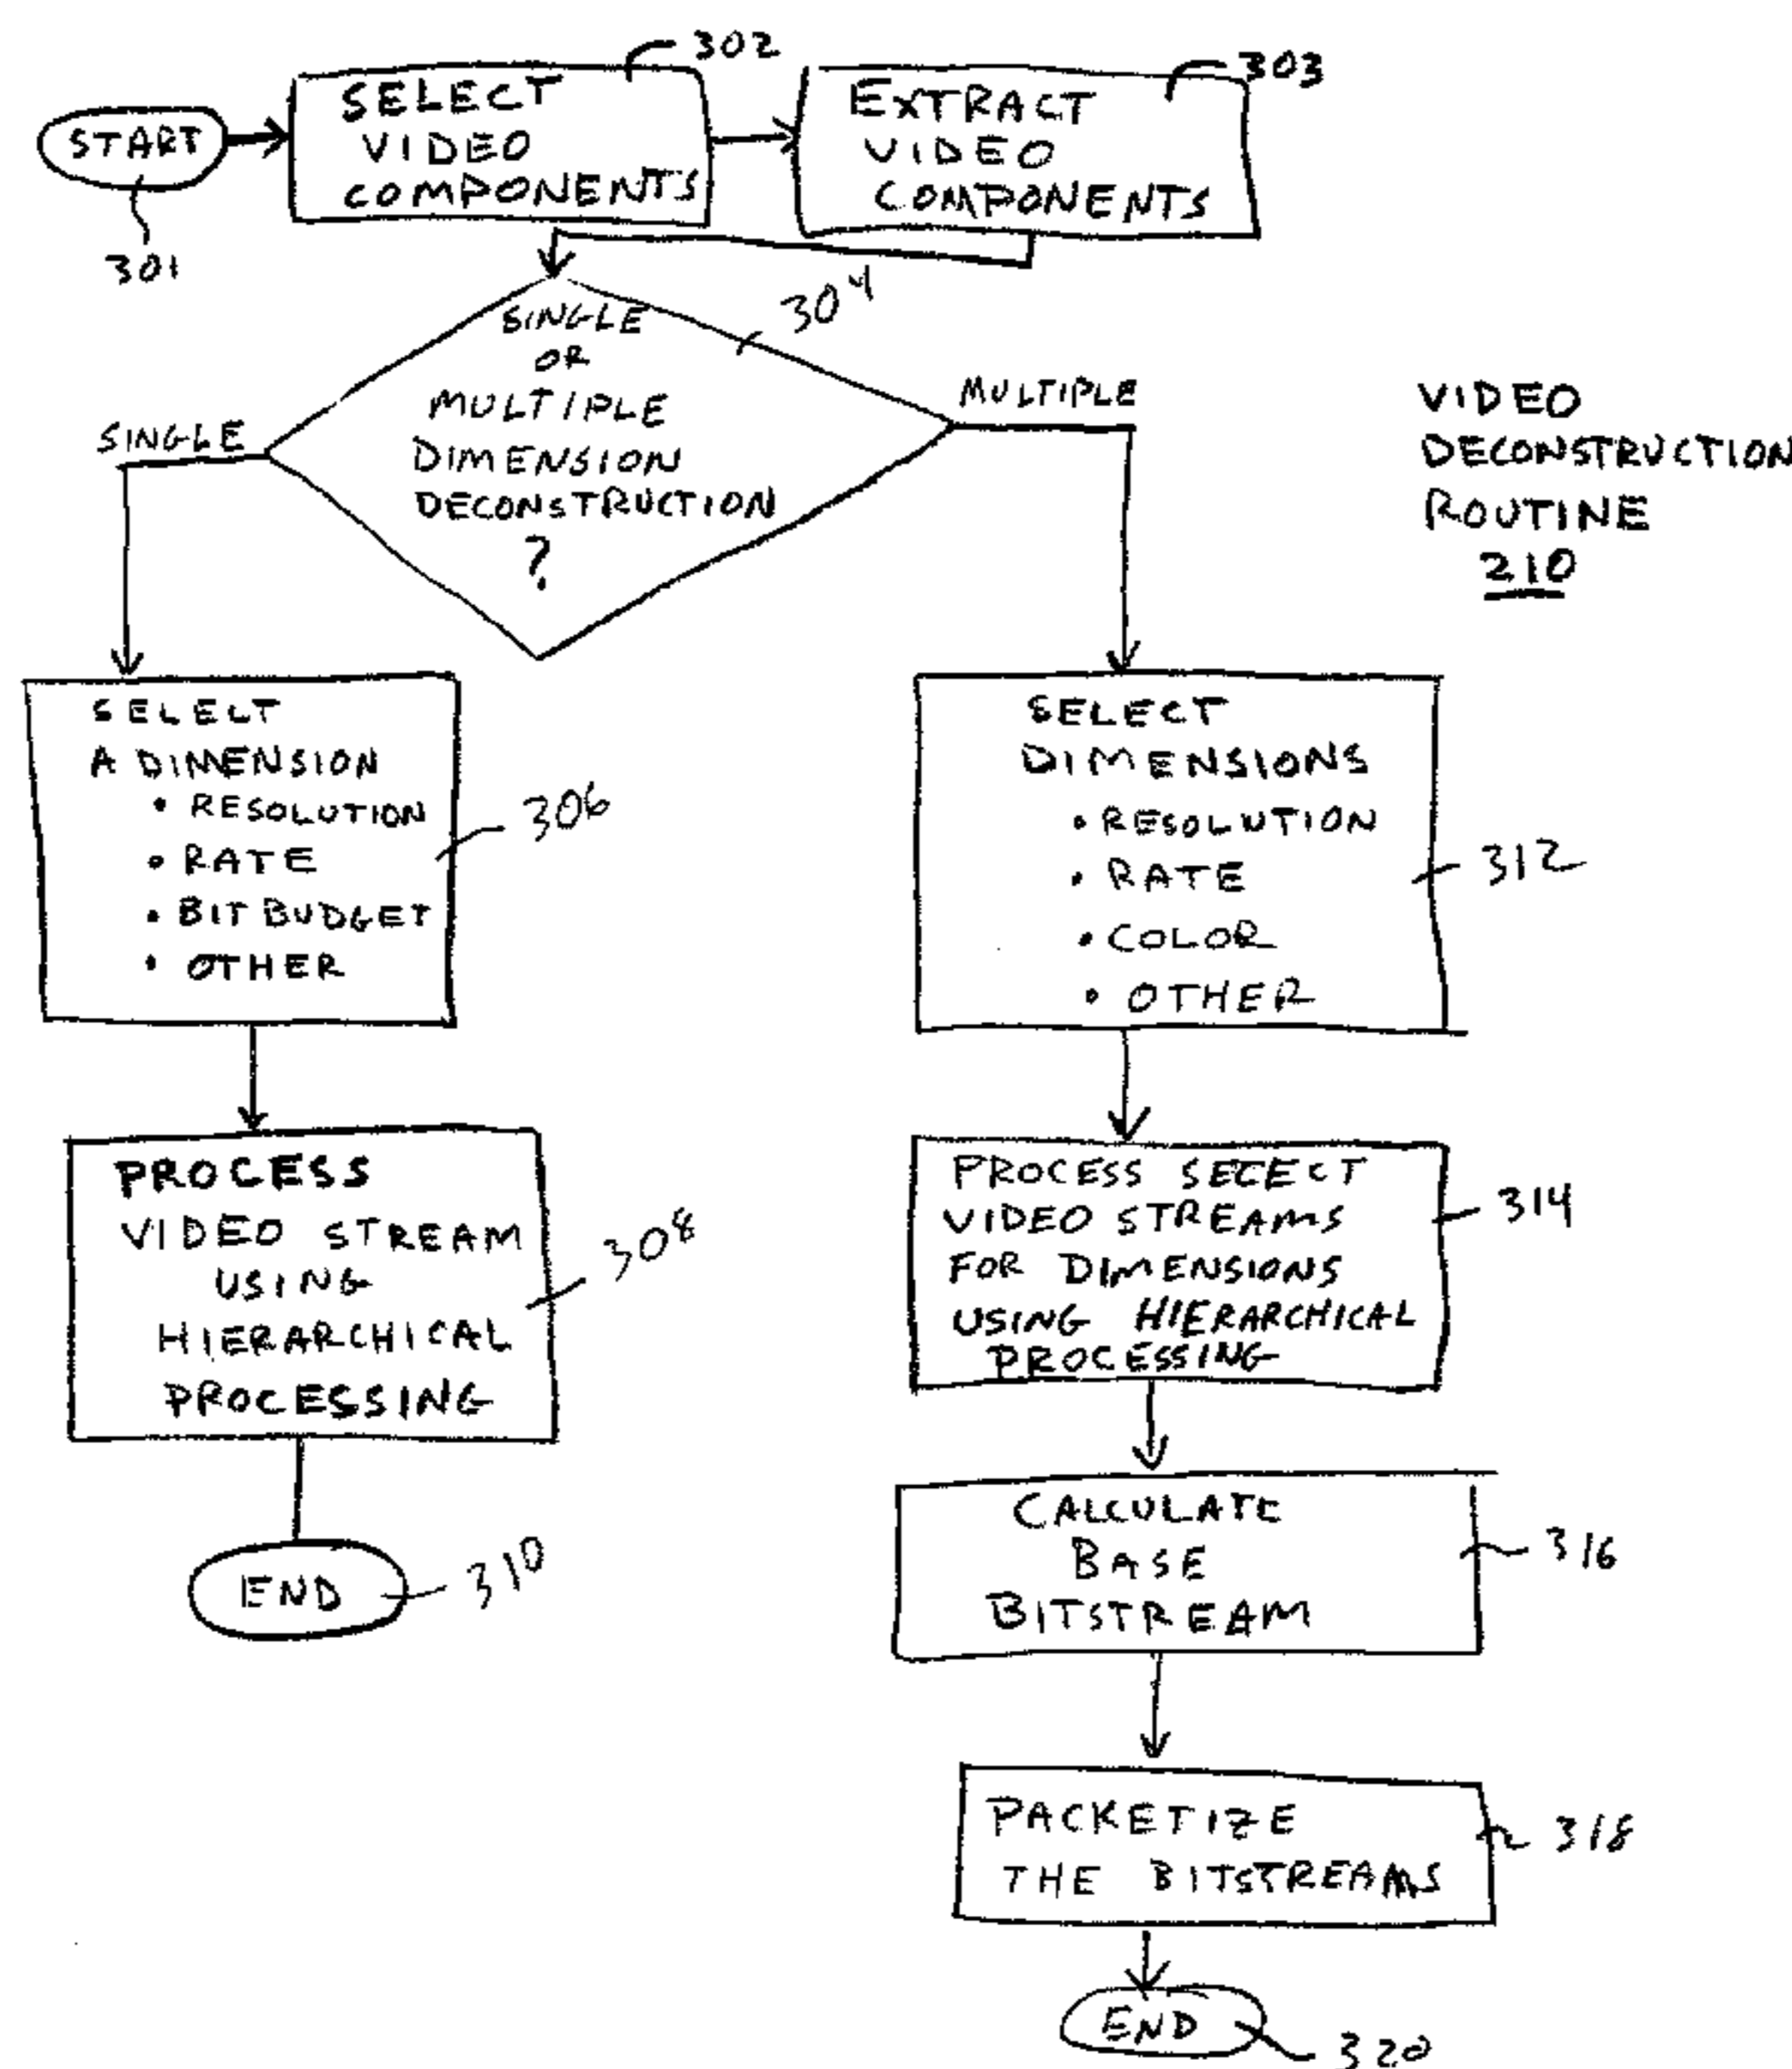 302
303
START
SELECT
VIDEO
COMPONENTS
EXTRACT
VIDEO
COMPONENTS
301
304
SINGLE
OR
MULTIPLE
DIMENSION
DECONSTRUCTION
?
SINGLE
MULTIPLE
VIDEO
DECONSTRUCTION
ROUTINE
210
SELELT
A DIMENSION
• RESOLUTION
• RATE
• BIT BUDGET
• OTHER
306
SELECT
DIMENSIONS
• RESOLUTION
• RATE
• COLOR
• OTHER
312
PROCESS
VIDEO STREAM
USING
HIERARCHICAL
PROCESSING
308
PROCESS SELECT
VIDEO STREAMS
FOR DIMENSIONS
USING HIERARCHICAL
PROCESSING
314
END
310
CALCULATE
BASE
BITSTREAM
316
PACKETIZE
THE BITSTREAMS
318
END
320